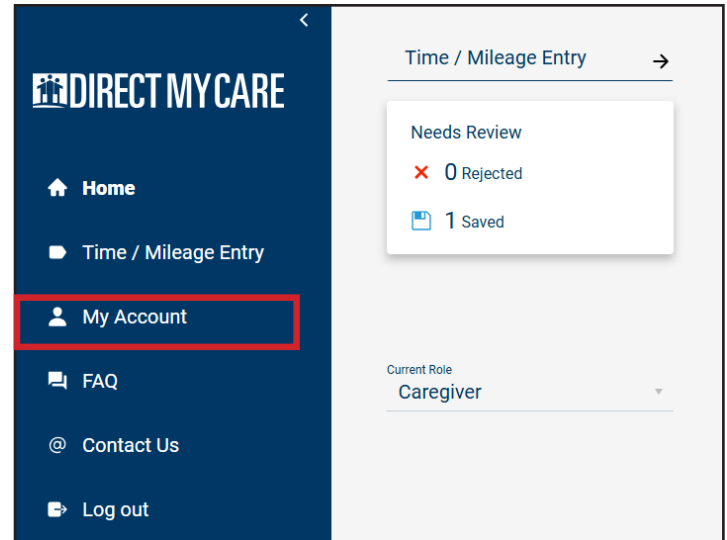 DIRECT MY CARE
Home
Time / Mileage Entry
My Account
FAQ
@ Contact Us
Log out
Time / Mileage Entry
Needs Review
0 Rejected
1 Saved
Current Role
Caregiver